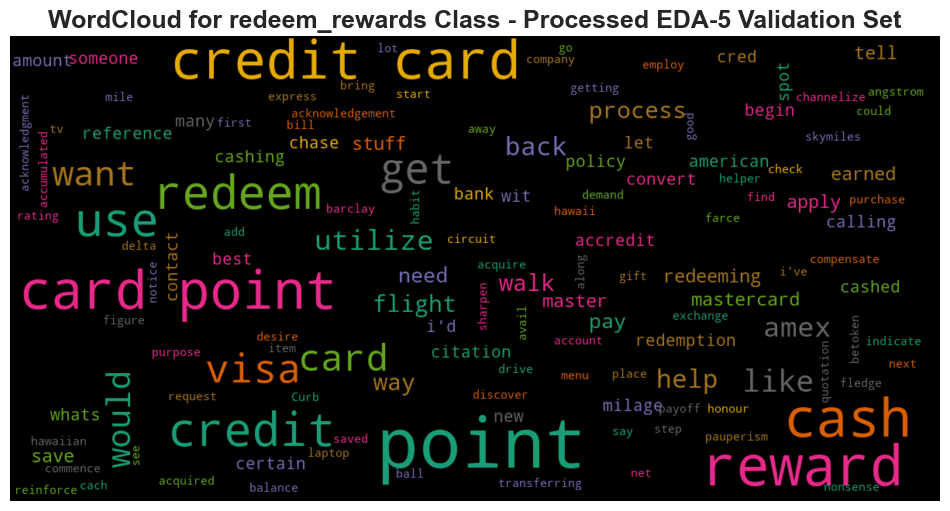 WordCloud for redeem_rewards Class - Processed EDA-5 Validation Set
amount someone credit card lot company go employ cred tell
spot
mile express bring start getting channelize angstrom
acknowledgment
accumulated
tv reference many first acknowledgement bill process good begin could
chase stuff back let skymiles
cashing policy american check
want redeem get bank wit convert helper earned
rating use barclay habit demand hawaii find apply purchase
farce calling
delta add utilize circuit accredit
notice contact best need acquire walk along gift redeeming i've compensate
card point flight sharpen master mastercard cashed
figure i'd avail pay exchange amex betoken indicate
desire item citation account redemption
purpose visa card way drive menu place help like quotation next
would request Curb discover milage payoff honour fledge
whats credit new cash
hawaiian saved say step pauperism
save see laptop point
commence certain net reward
cach acquired balance ball transferring nonsense
reinforce